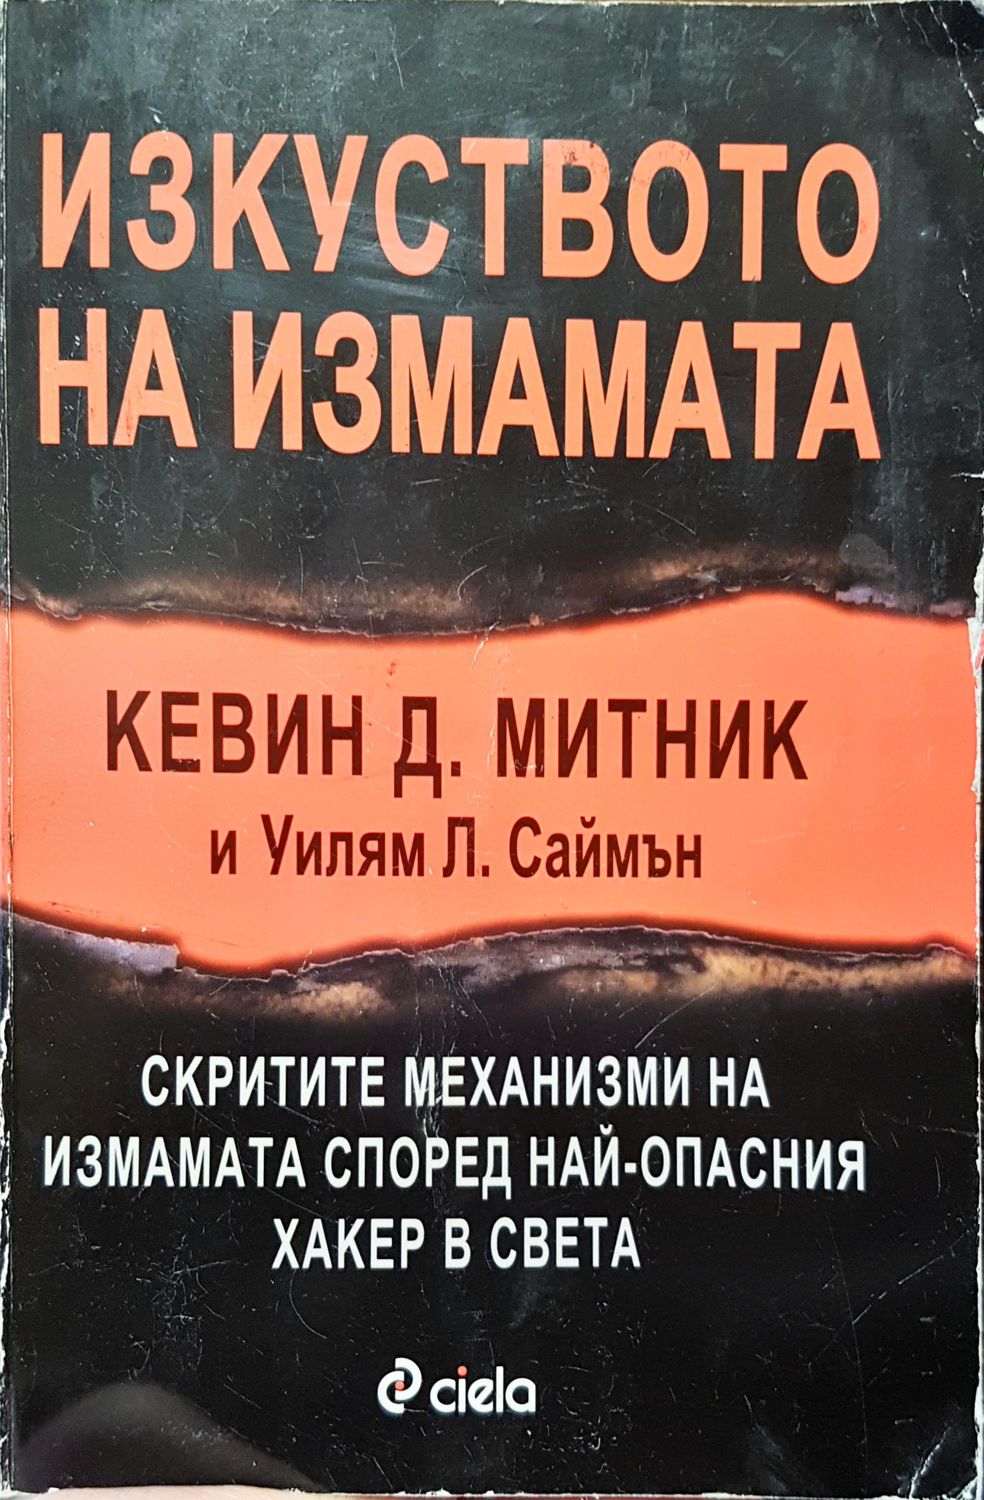 ИЗКУСТВОТО
НА ИЗМАМАТА
КЕВИН Д. МИТНИК
и Уилям Л. Саймън
СКРИТИТЕ МЕХАНИЗМИ НА
ИЗМАМАТА СПОРЕД НАЙ-ОПАСНИЯ
ХАКЕР В СВЕТА
ciela